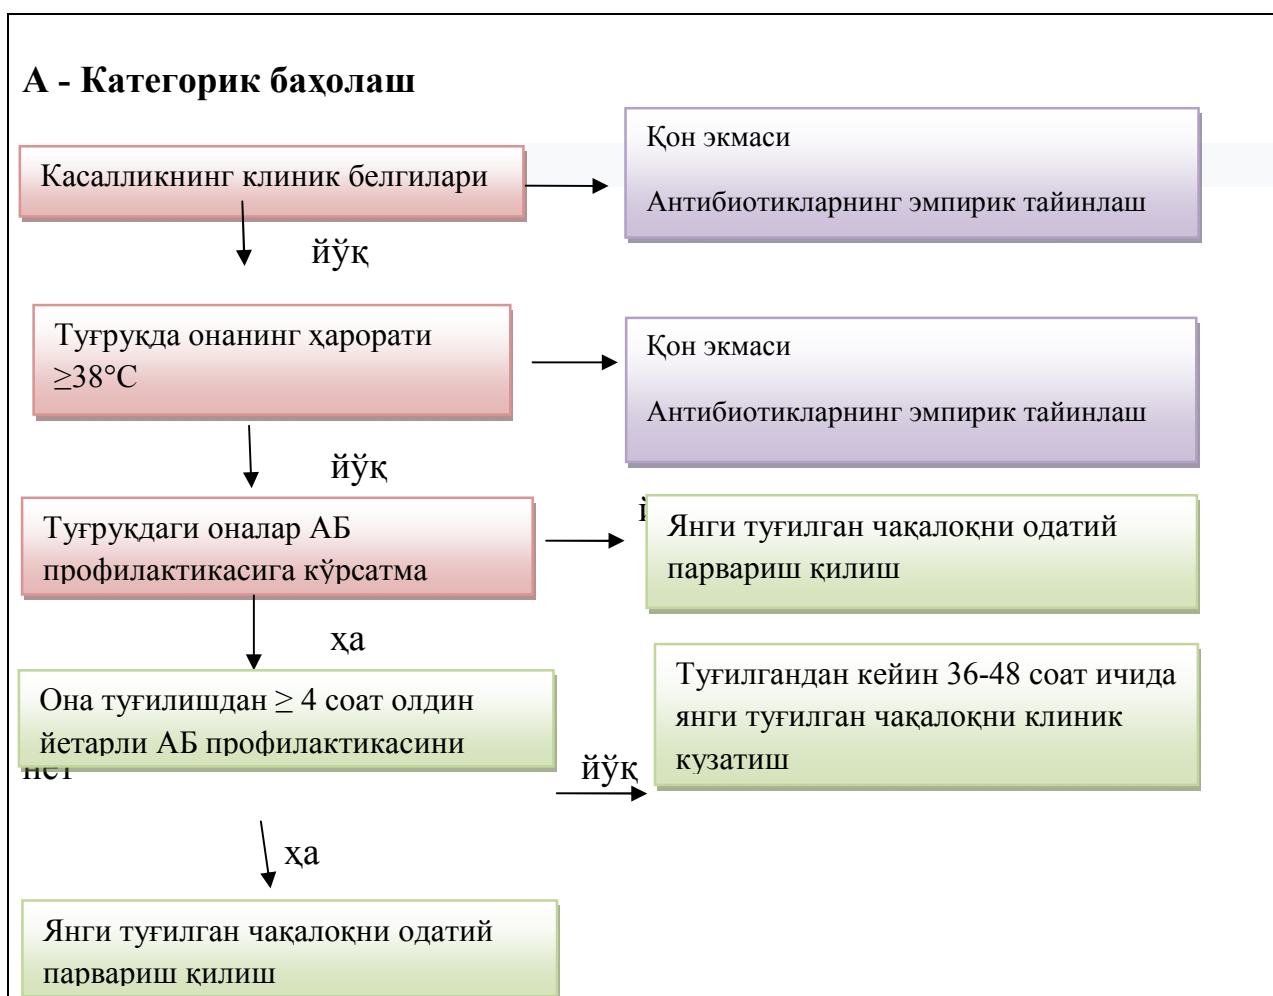 А - Категорик баҳолаш
Касалликнинг клиник белгилари
Қон экмаси
Антибиотикларнинг эмпирик тайинлаш
йўқ
Туғруқда онанинг ҳарорати
≥38°C
Қон экмаси
Антибиотикларнинг эмпирик тайинлаш
йўқ
Туғруқдаги оналар АБ
профилактикасига кўрсатма
Янги туғилган чақалоқни одатий
парвариш қилиш
ҳа
Она туғилишдан ≥ 4 соат олдин
йетарли АБ профилактикасини
Туғилгандан кейин 36-48 соат ичида
янги туғилган чақалоқни клиник
кузатиш
нет
йўқ
ҳа
Янги туғилган чақалоқни одатий
парвариш қилиш